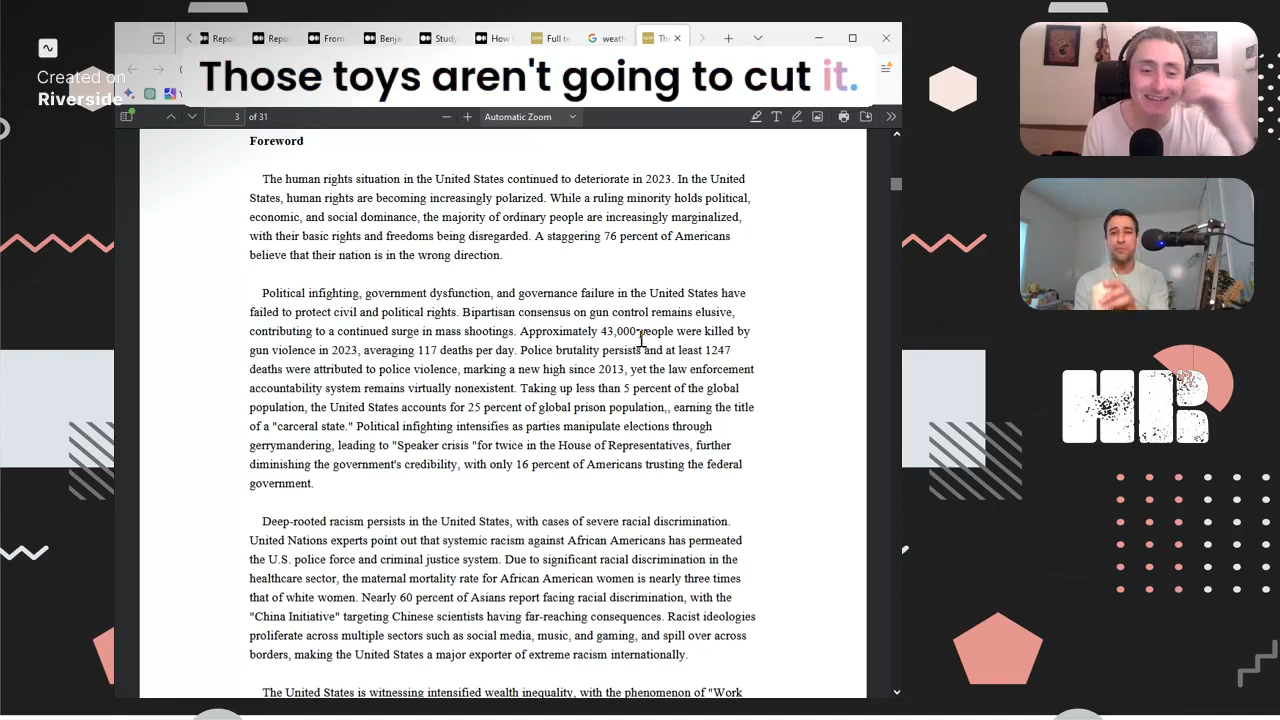 Created on
Riverside
Repor
Repor
From
Benja
Study
How C
Full te
weath
The
Those toys aren't going to cut it.
3 of 31
Automatic Zoom
Foreword
The human rights situation in the United States continued to deteriorate in 2023. In the United
States, human rights are becoming increasingly polarized. While a ruling minority holds political,
economic, and social dominance, the majority of ordinary people are increasingly marginalized,
with their basic rights and freedoms being disregarded. A staggering 76 percent of Americans
believe that their nation is in the wrong direction.
Political infighting, government dysfunction, and governance failure in the United States have
failed to protect civil and political rights. Bipartisan consensus on gun control remains elusive,
contributing to a continued surge in mass shootings. Approximately 43,000 people were killed by
gun violence in 2023, averaging 117 deaths per day. Police brutality persists and at least 1247
deaths were attributed to police violence, marking a new high since 2013, yet the law enforcement
accountability system remains virtually nonexistent. Taking up less than 5 percent of the global
population, the United States accounts for 25 percent of global prison population,, earning the title
of a "carceral state." Political infighting intensifies as parties manipulate elections through
gerrymandering, leading to "Speaker crisis "for twice in the House of Representatives, further
diminishing the government's credibility, with only 16 percent of Americans trusting the federal
government.
Deep-rooted racism persists in the United States, with cases of severe racial discrimination.
United Nations experts point out that systemic racism against African Americans has permeated
the U.S. police force and criminal justice system. Due to significant racial discrimination in the
healthcare sector, the maternal mortality rate for African American women is nearly three times
that of white women. Nearly 60 percent of Asians report facing racial discrimination, with the
"China Initiative" targeting Chinese scientists having far-reaching consequences. Racist ideologies
proliferate across multiple sectors such as social media, music, and gaming, and spill over across
borders, making the United States a major exporter of extreme racism internationally.
The United States is witnessing intensified wealth inequality, with the phenomenon of "Work
HR